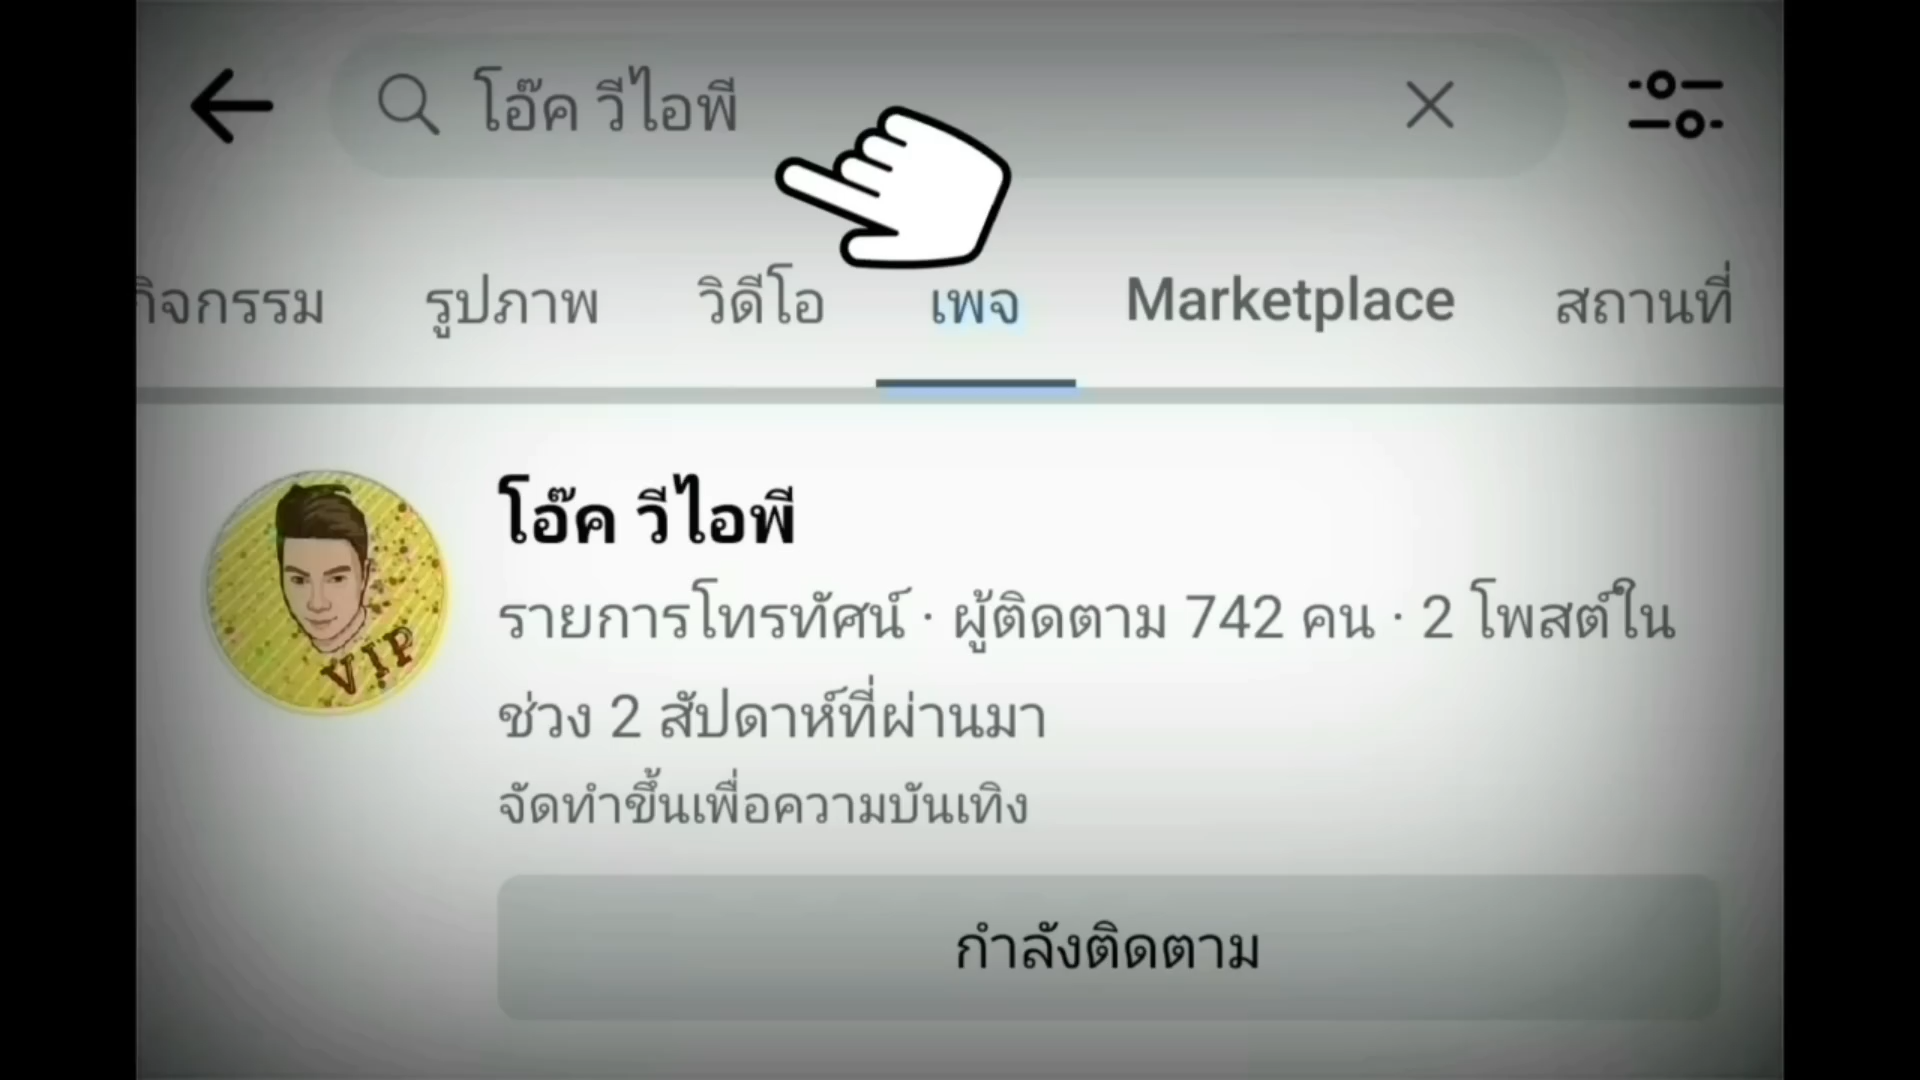 โอ๊ค วีไอพี
กิจกรรม รูปภาพ วิดีโอ เพจ Marketplace สถานที่
โอ๊ค วีไอพี
รายการโทรทัศน์ · ผู้ติดตาม 742 คน · 2 โพสต์ใน
ช่วง 2 สัปดาห์ที่ผ่านมา
VIP
จัดทำขึ้นเพื่อความบันเทิง
กำลังติดตาม